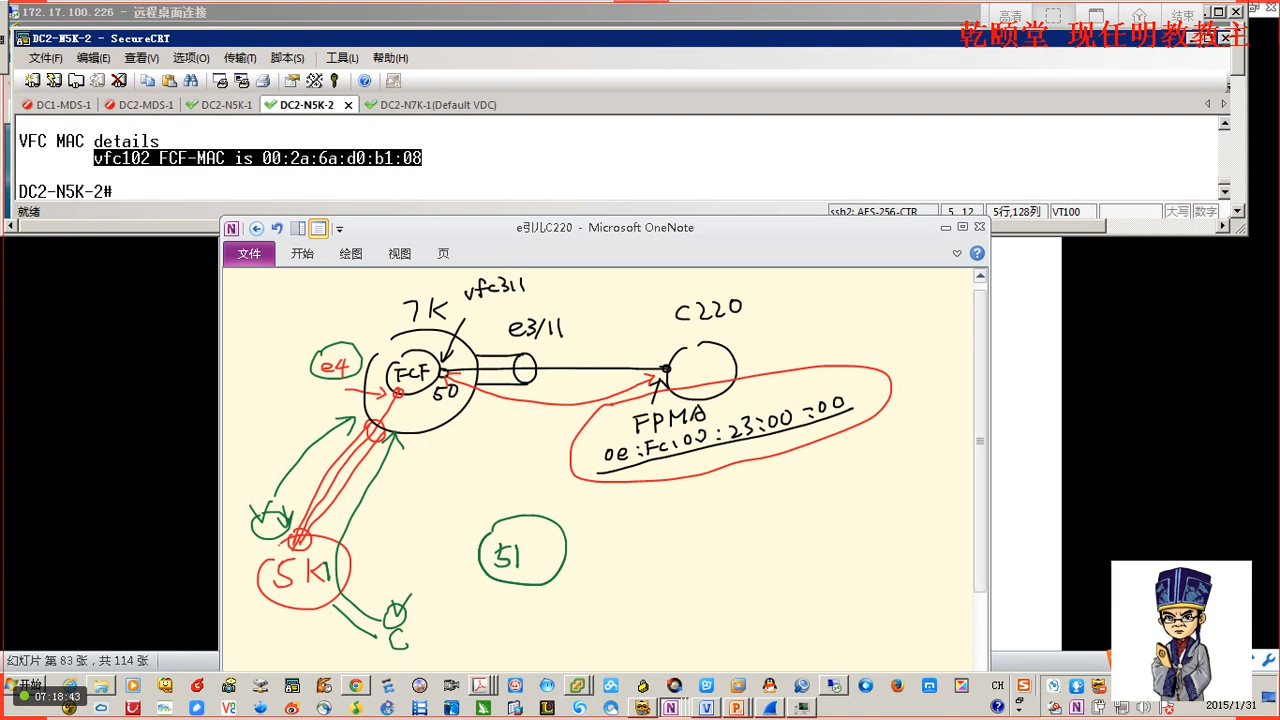 172.17.100.226 - 远程桌面连接
高清
结束
乾颐堂 现任明教教主
DC2-N5K-2 - SecureCRT
文件(F) 编辑(E) 查看(V) 选项(O) 传输(T) 脚本(S) 工具(L) 帮助(H)
DC1-MDS-1 DC2-MDS-1 DC2-N5K-1 DC2-N5K-2 DC2-N7K-1(Default VDC)
VFC MAC details
vfc102 FCF-MAC is 00:2a:6a:d0:b1:08
DC2-N5K-2#
就绪 ssh2: AES-256-CTR 5, 12 5行,128列 VT100 大写 数字
e引儿C220 - Microsoft OneNote
文件 开始 绘图 视图 页
vfc311
7K
e3/11
C220
e4
FCF
50
FPMA
0e:Fc:00:23:00:00
5K1
51
C
幻灯片 第 83 张，共 114 张
开始
07:18:43
CH
2015/1/31